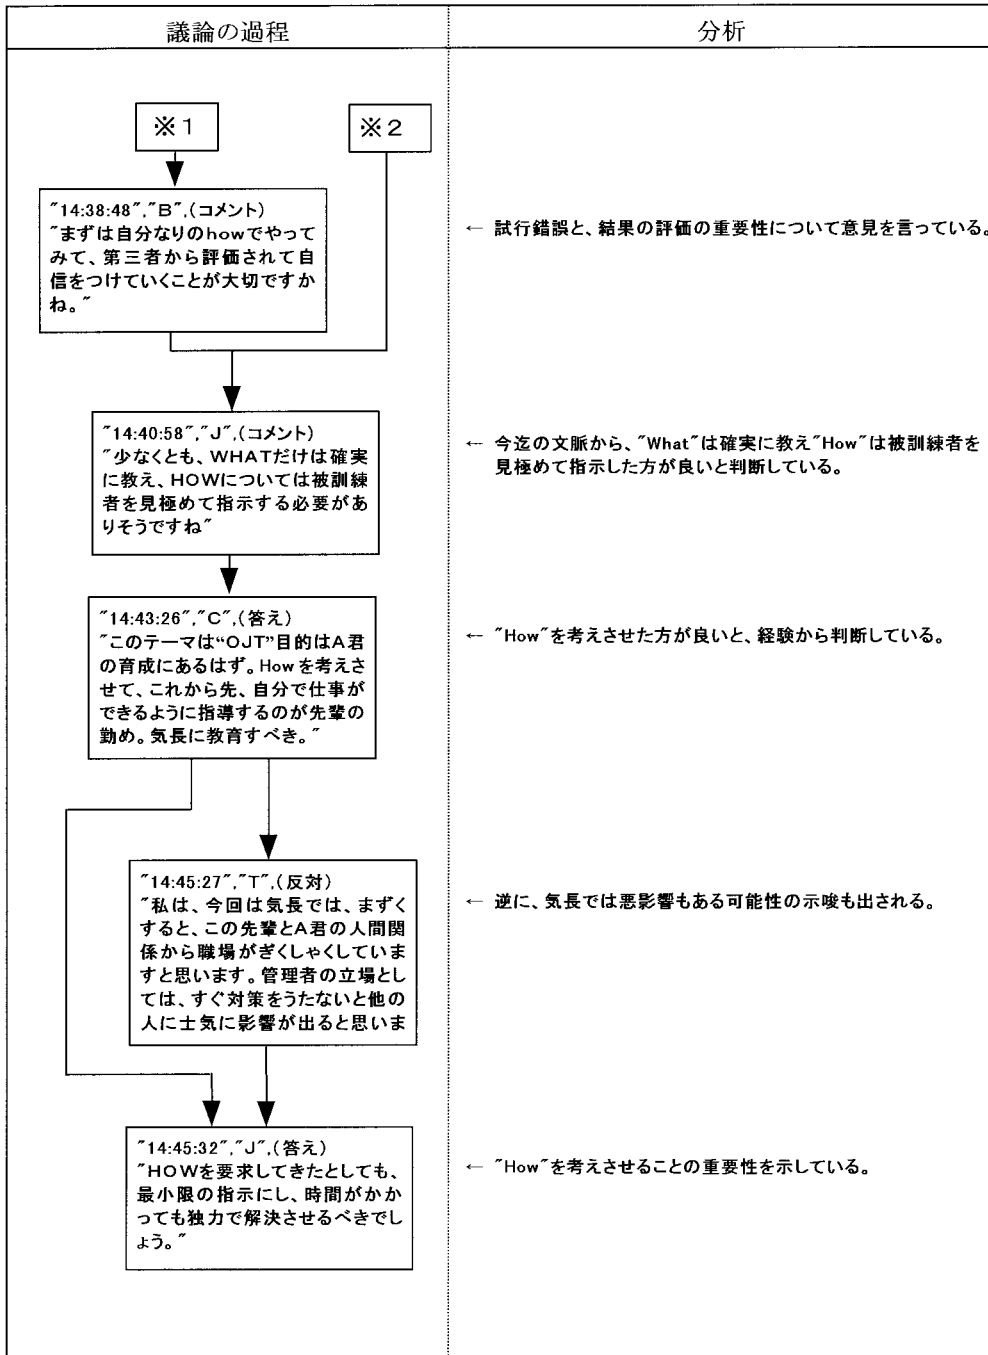 議論の過程
分析
※1
※2
"14:38:48","B",(コメント)
"まずは自分なりのhowでやって
みて、第三者から評価されて自
信をつけていくことが大切ですか
ね。"
← 試行錯誤と、結果の評価の重要性について意見を言っている。
"14:40:58","J",(コメント)
"少なくとも、WHATだけは確実
に教え、HOWについては被訓練
者を見極めて指示する必要があ
りそうですね"
← 今迄の文脈から、"What"は確実に教え"How"は被訓練者を
見極めて指示した方が良いと判断している。
"14:43:26","C",(答え)
"このテーマは“OJT”目的はA君
の育成にあるはず。Howを考えさ
せて、これから先、自分で仕事が
できるように指導するのが先輩の
勤め。気長に教育すべき。"
← "How"を考えさせた方が良いと、経験から判断している。
"14:45:27","T",(反対)
"私は、今回は気長では、まずく
すると、この先輩とA君の人間関
係から職場がぎくしゃくしていま
すと思います。管理者の立場とし
ては、すぐ対策をうたないと他の
人に士気に影響が出ると思いま
← 逆に、気長では悪影響もある可能性の示唆も出される。
"14:45:32","J",(答え)
"HOWを要求してきたとしても、
最小限の指示にし、時間がかか
っても独力で解決させるべきでし
ょう。"
← "How"を考えさせることの重要性を示している。